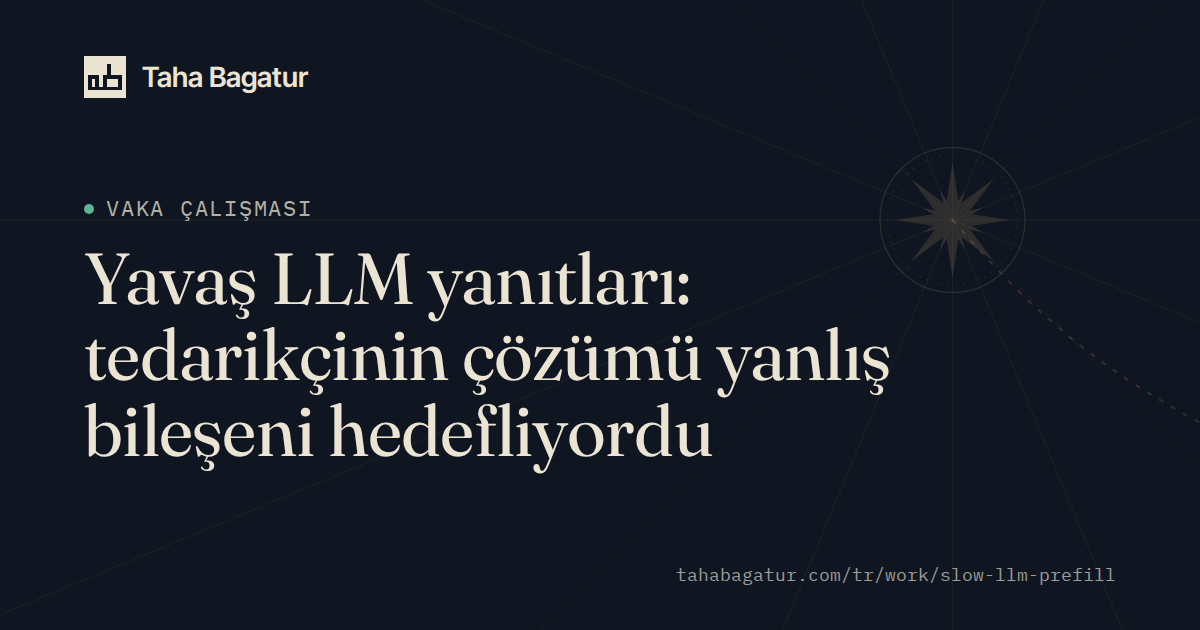 Taha Bagatur
VAKA ÇALIŞMASI
Yavaş LLM yanıtları:
tedarikçinin çözümü yanlış
bileşeni hedefliyordu
tahabagatur.com/tr/work/slow-llm-prefill